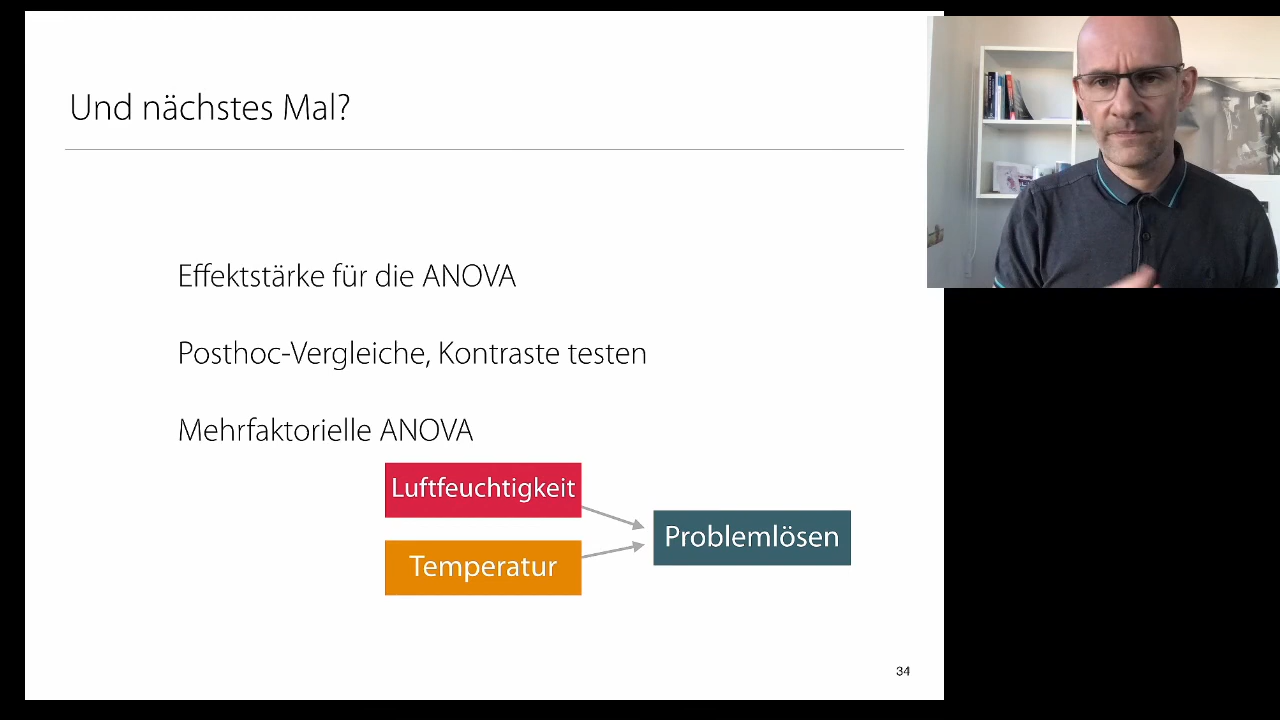 Und nächstes Mal?
Effektstärke für die ANOVA
Posthoc-Vergleiche, Kontraste testen
Mehrfaktorielle ANOVA
Luftfeuchtigkeit
Temperatur
Problemlösen
34